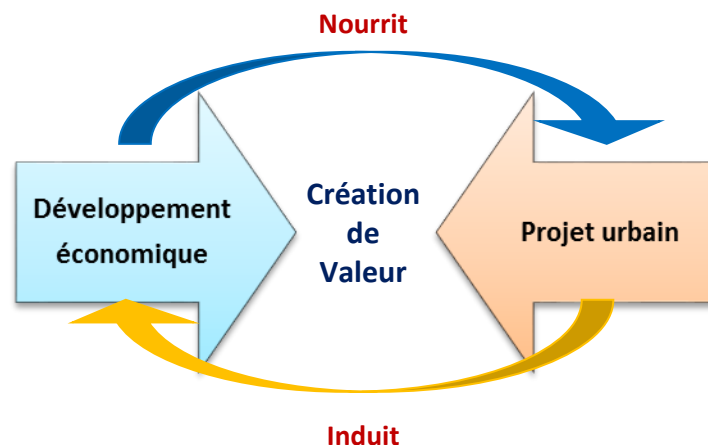 Nourrit
Développement
économique
Création
de
Valeur
Projet urbain
Induit